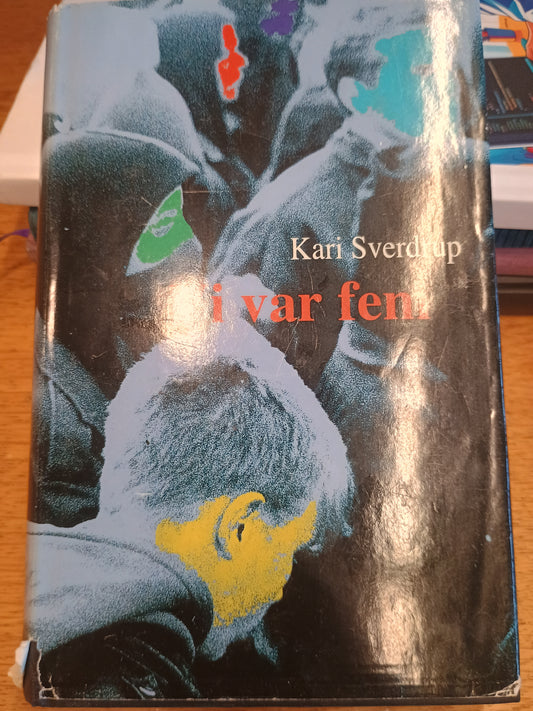 Kari Sverdrup
i var fem